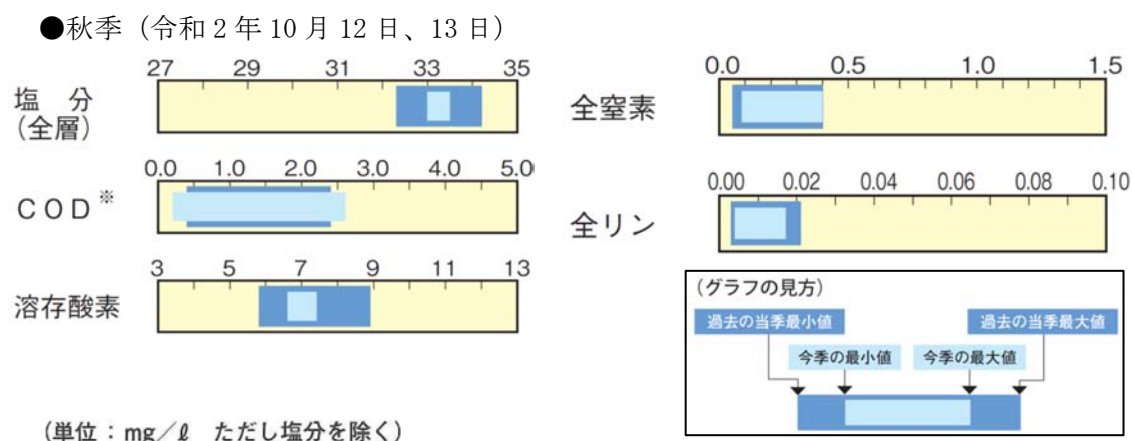 ●秋季（令和2年10月12日、13日）
27 29 31 33 35
塩 分
（全層）
0.0 1.0 2.0 3.0 4.0 5.0
COD※
3 5 7 9 11 13
溶存酸素
0.0 0.5 1.0 1.5
全窒素
0.00 0.02 0.04 0.06 0.08 0.10
全リン
（グラフの見方）
過去の当季最小値 過去の当季最大値
今季の最小値 今季の最大値
（単位：mg／ℓ ただし塩分を除く）